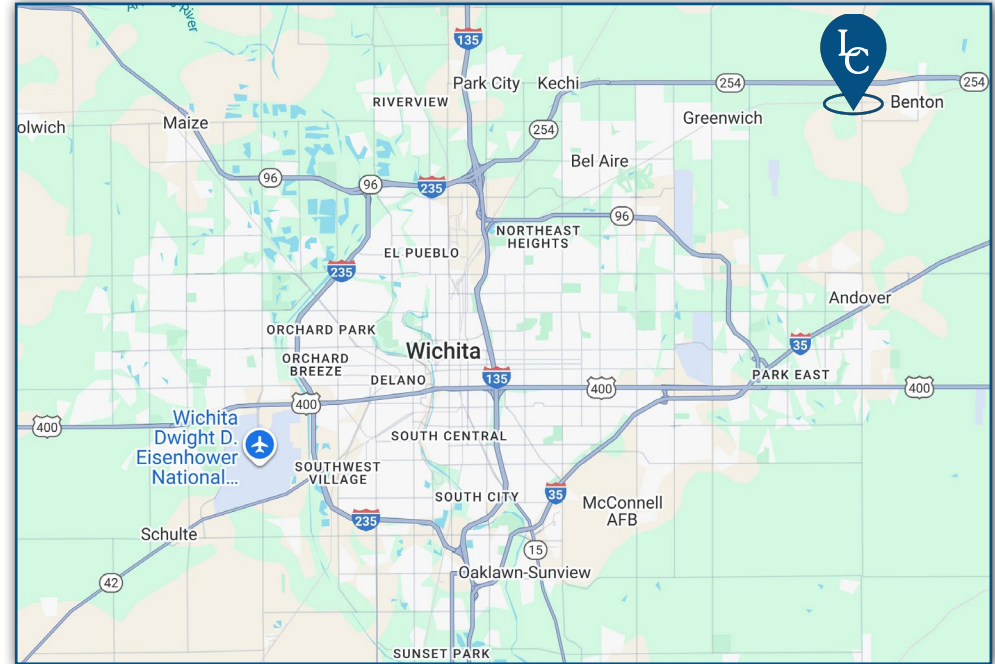 River
135
LC
Park City
Kechi
254
254
Benton
RIVERVIEW
olwich
Maize
Greenwich
254
Bel Aire
96
96
235
96
NORTHEAST
HEIGHTS
EL PUEBLO
235
Andover
ORCHARD PARK
35
Wichita
ORCHARD
BREEZE
DELANO
135
PARK EAST
400
400
400
400
Wichita
Dwight D.
Eisenhower
National...
SOUTH CENTRAL
SOUTHWEST
VILLAGE
SOUTH CITY
35
McConnell
AFB
235
Schulte
15
Oaklawn-Sunview
42
SUNSET PARK